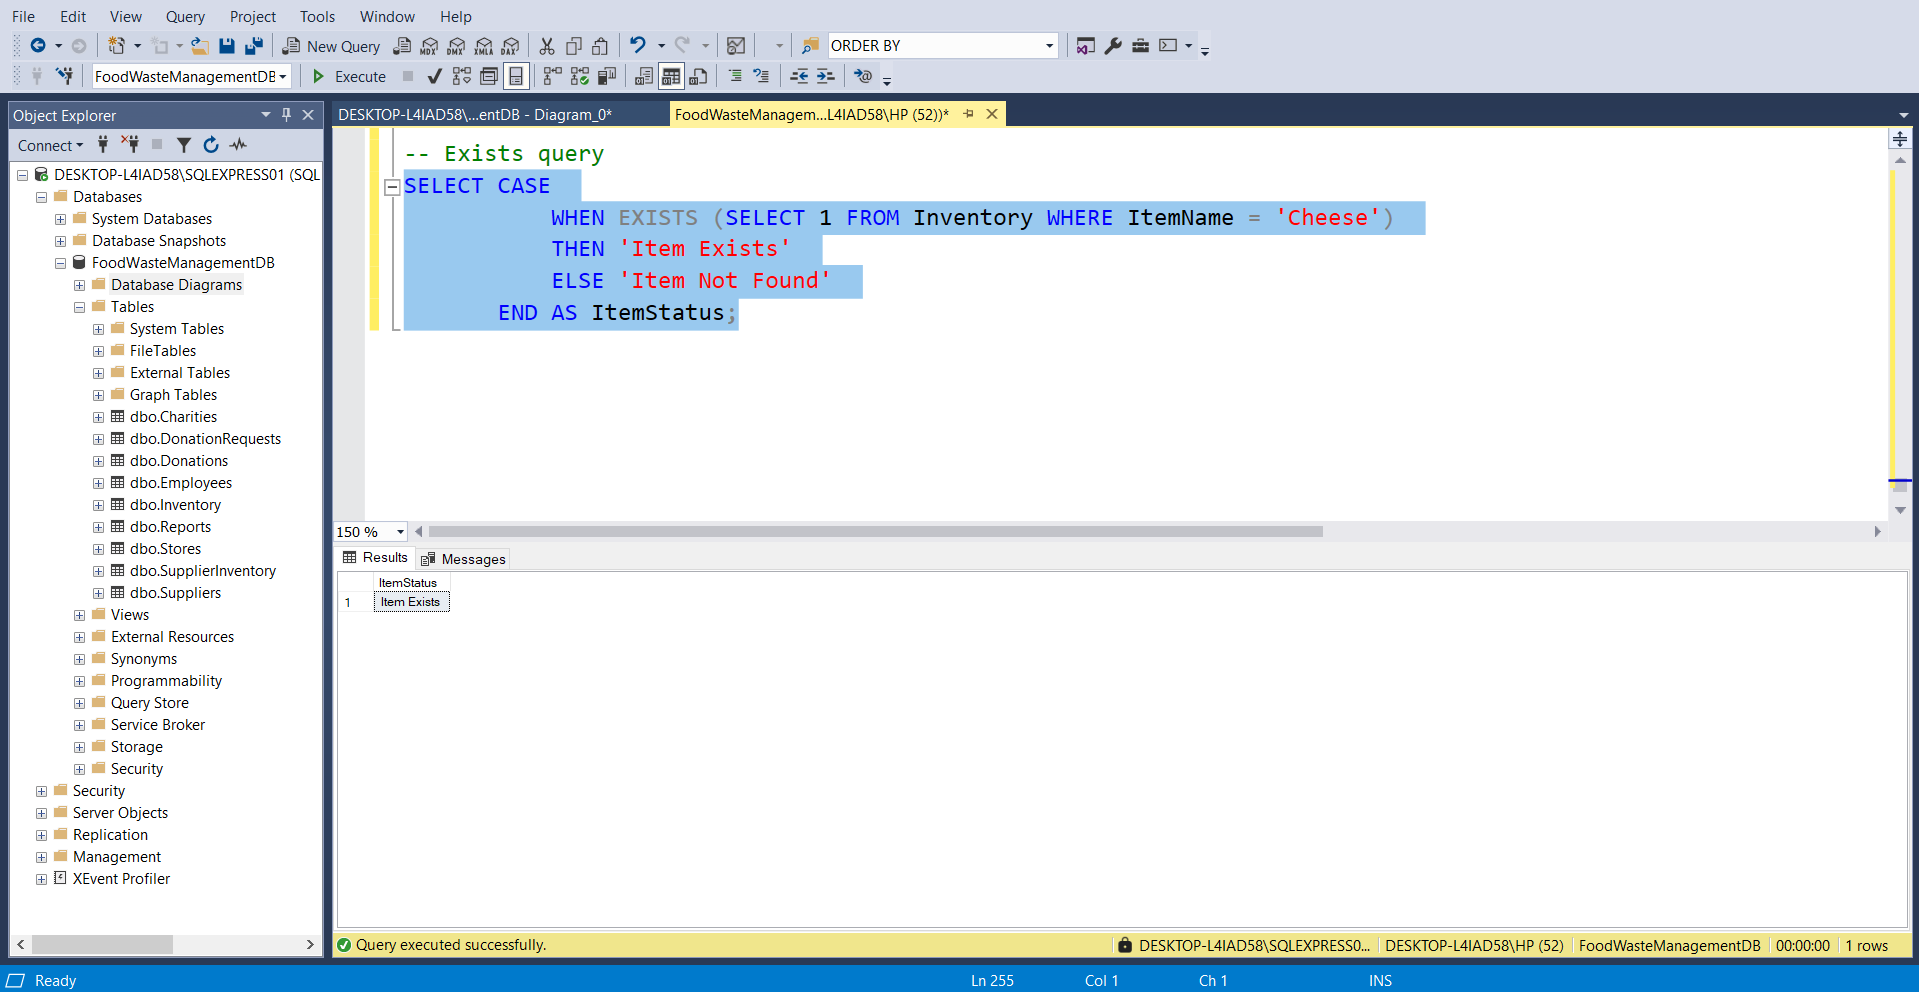 File Edit View Query Project Tools Window Help
New Query MDX DMX XMLA DAX ORDER BY
FoodWasteManagementDB Execute
Object Explorer
Connect
DESKTOP-L4IAD58\SQLEXPRESS01 (SQL
Databases
System Databases
Database Snapshots
FoodWasteManagementDB
Database Diagrams
Tables
System Tables
FileTables
External Tables
Graph Tables
dbo.Charities
dbo.DonationRequests
dbo.Donations
dbo.Employees
dbo.Inventory
dbo.Reports
dbo.Stores
dbo.SupplierInventory
dbo.Suppliers
Views
External Resources
Synonyms
Programmability
Query Store
Service Broker
Storage
Security
Security
Server Objects
Replication
Management
XEvent Profiler
DESKTOP-L4IAD58\...entDB - Diagram_0*
FoodWasteManagem...L4IAD58\HP (52))*
-- Exists query
SELECT CASE
WHEN EXISTS (SELECT 1 FROM Inventory WHERE ItemName = 'Cheese')
THEN 'Item Exists'
ELSE 'Item Not Found'
END AS ItemStatus;
150 %
Results Messages
ItemStatus
1 Item Exists
Query executed successfully.
DESKTOP-L4IAD58\SQLEXPRESS0... DESKTOP-L4IAD58\HP (52) FoodWasteManagementDB 00:00:00 1 rows
Ready Ln 255 Col 1 Ch 1 INS